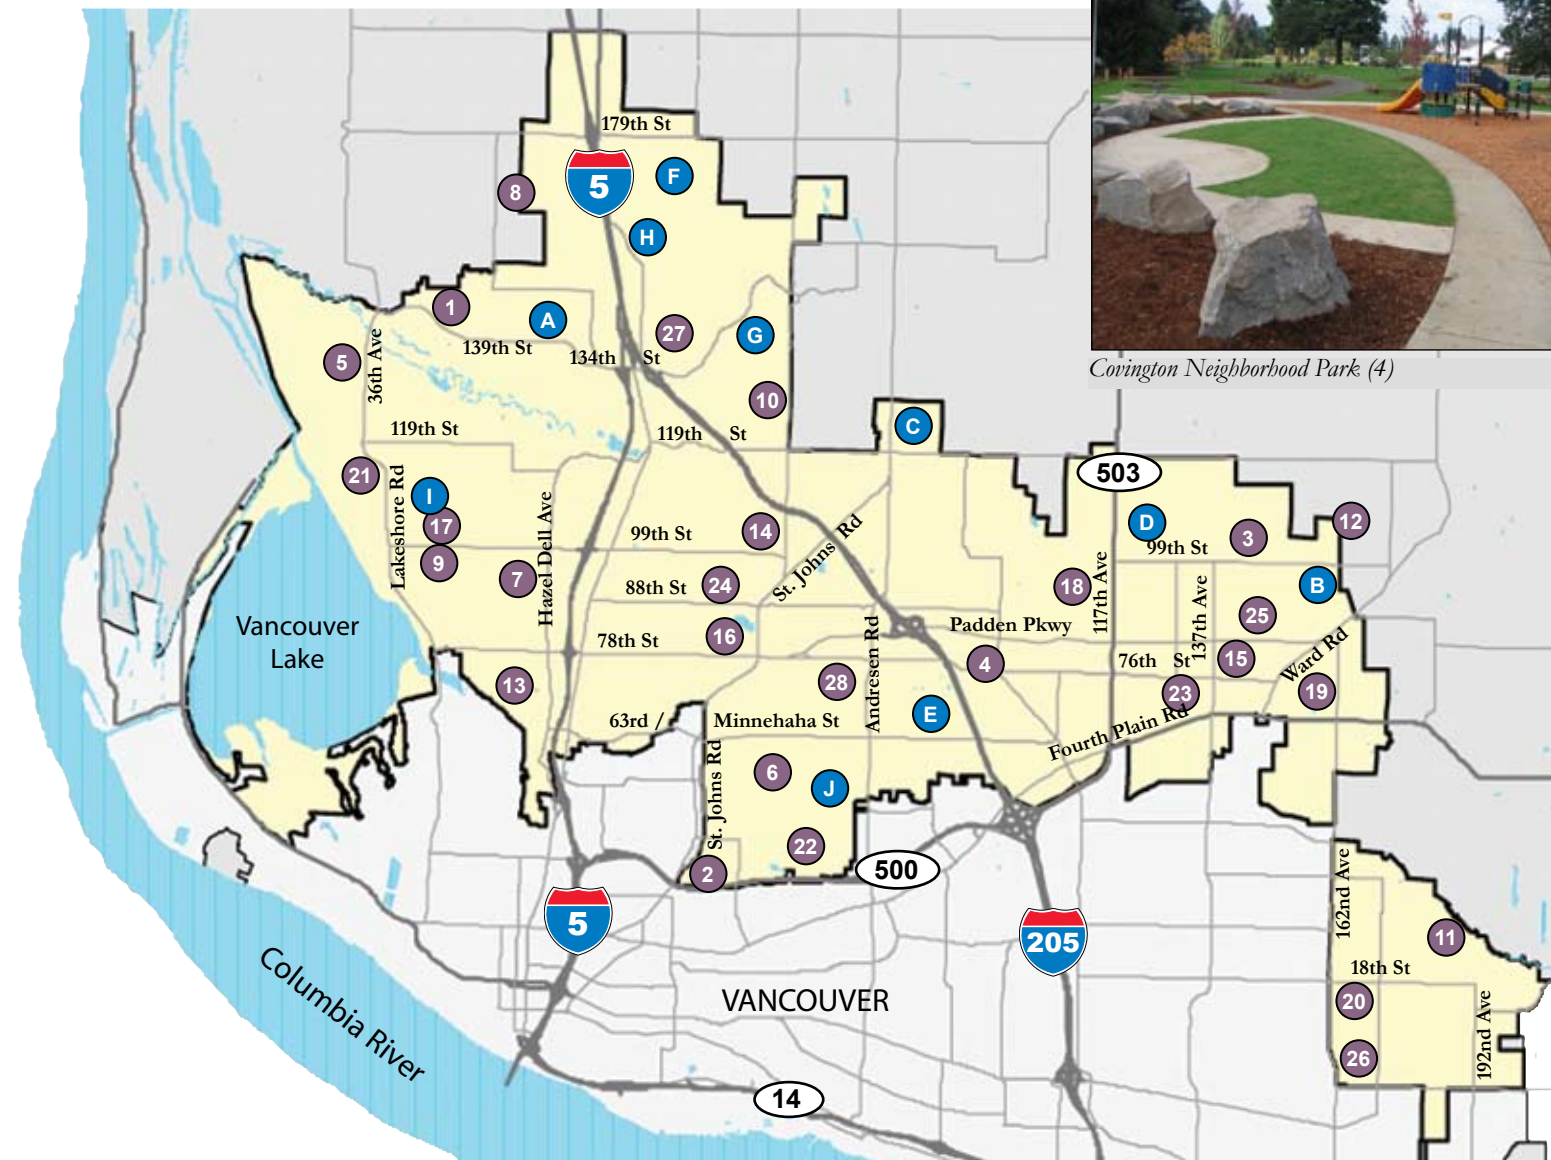 179th St
5
F
8
H
1
A
27
G
139th St
134th St
5
36th Ave
10
Covington Neighborhood Park (4)
C
119th St
119th St
503
21
Lakeshore Rd
I
17
Hazel Dell Ave
99th St
14
St. Johns Rd
D
3
12
99th St
9
7
88th St
24
18
117th Ave
137th Ave
B
25
Vancouver
Lake
78th St
16
Andresen Rd
Padden Pkwy
4
76th St
15
Ward Rd
13
28
23
19
63rd /
Minnehaha St
E
Fourth Plain Rd
St. Johns Rd
6
J
22
2
500
162nd Ave
5
205
11
18th St
Columbia River
VANCOUVER
20
192nd Ave
26
14